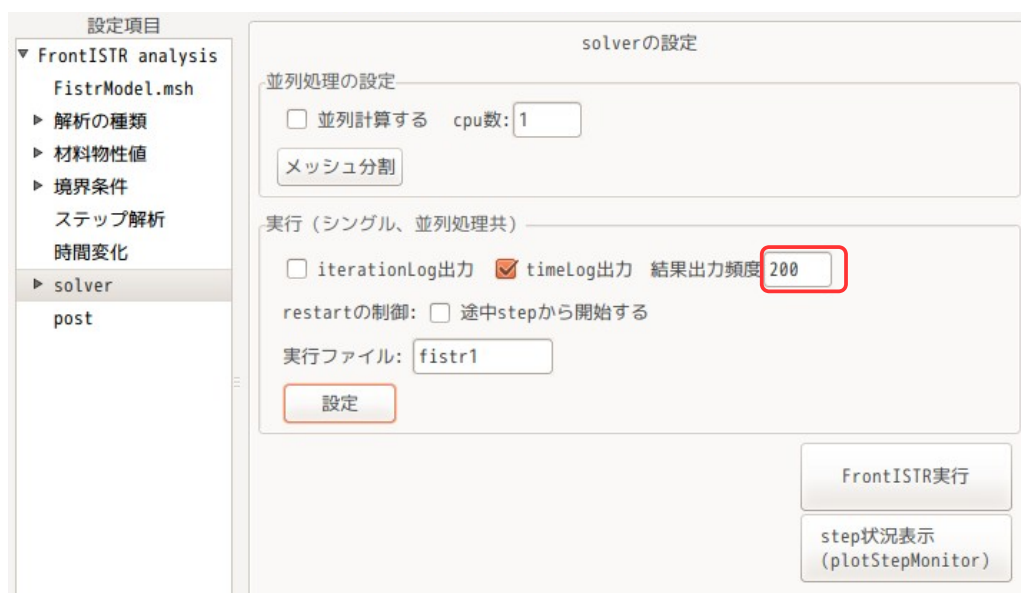 設定項目
FrontISTR analysis
FistrModel.msh
解析の種類
材料物性値
境界条件
ステップ解析
時間変化
solver
post
solverの設定
並列処理の設定
並列計算する cpu数: 1
メッシュ分割
実行（シングル、並列処理共）
iterationLog出力 timeLog出力 結果出力頻度 200
restartの制御: 途中stepから開始する
実行ファイル: fistr1
設定
FrontISTR実行
step状況表示
(plotStepMonitor)